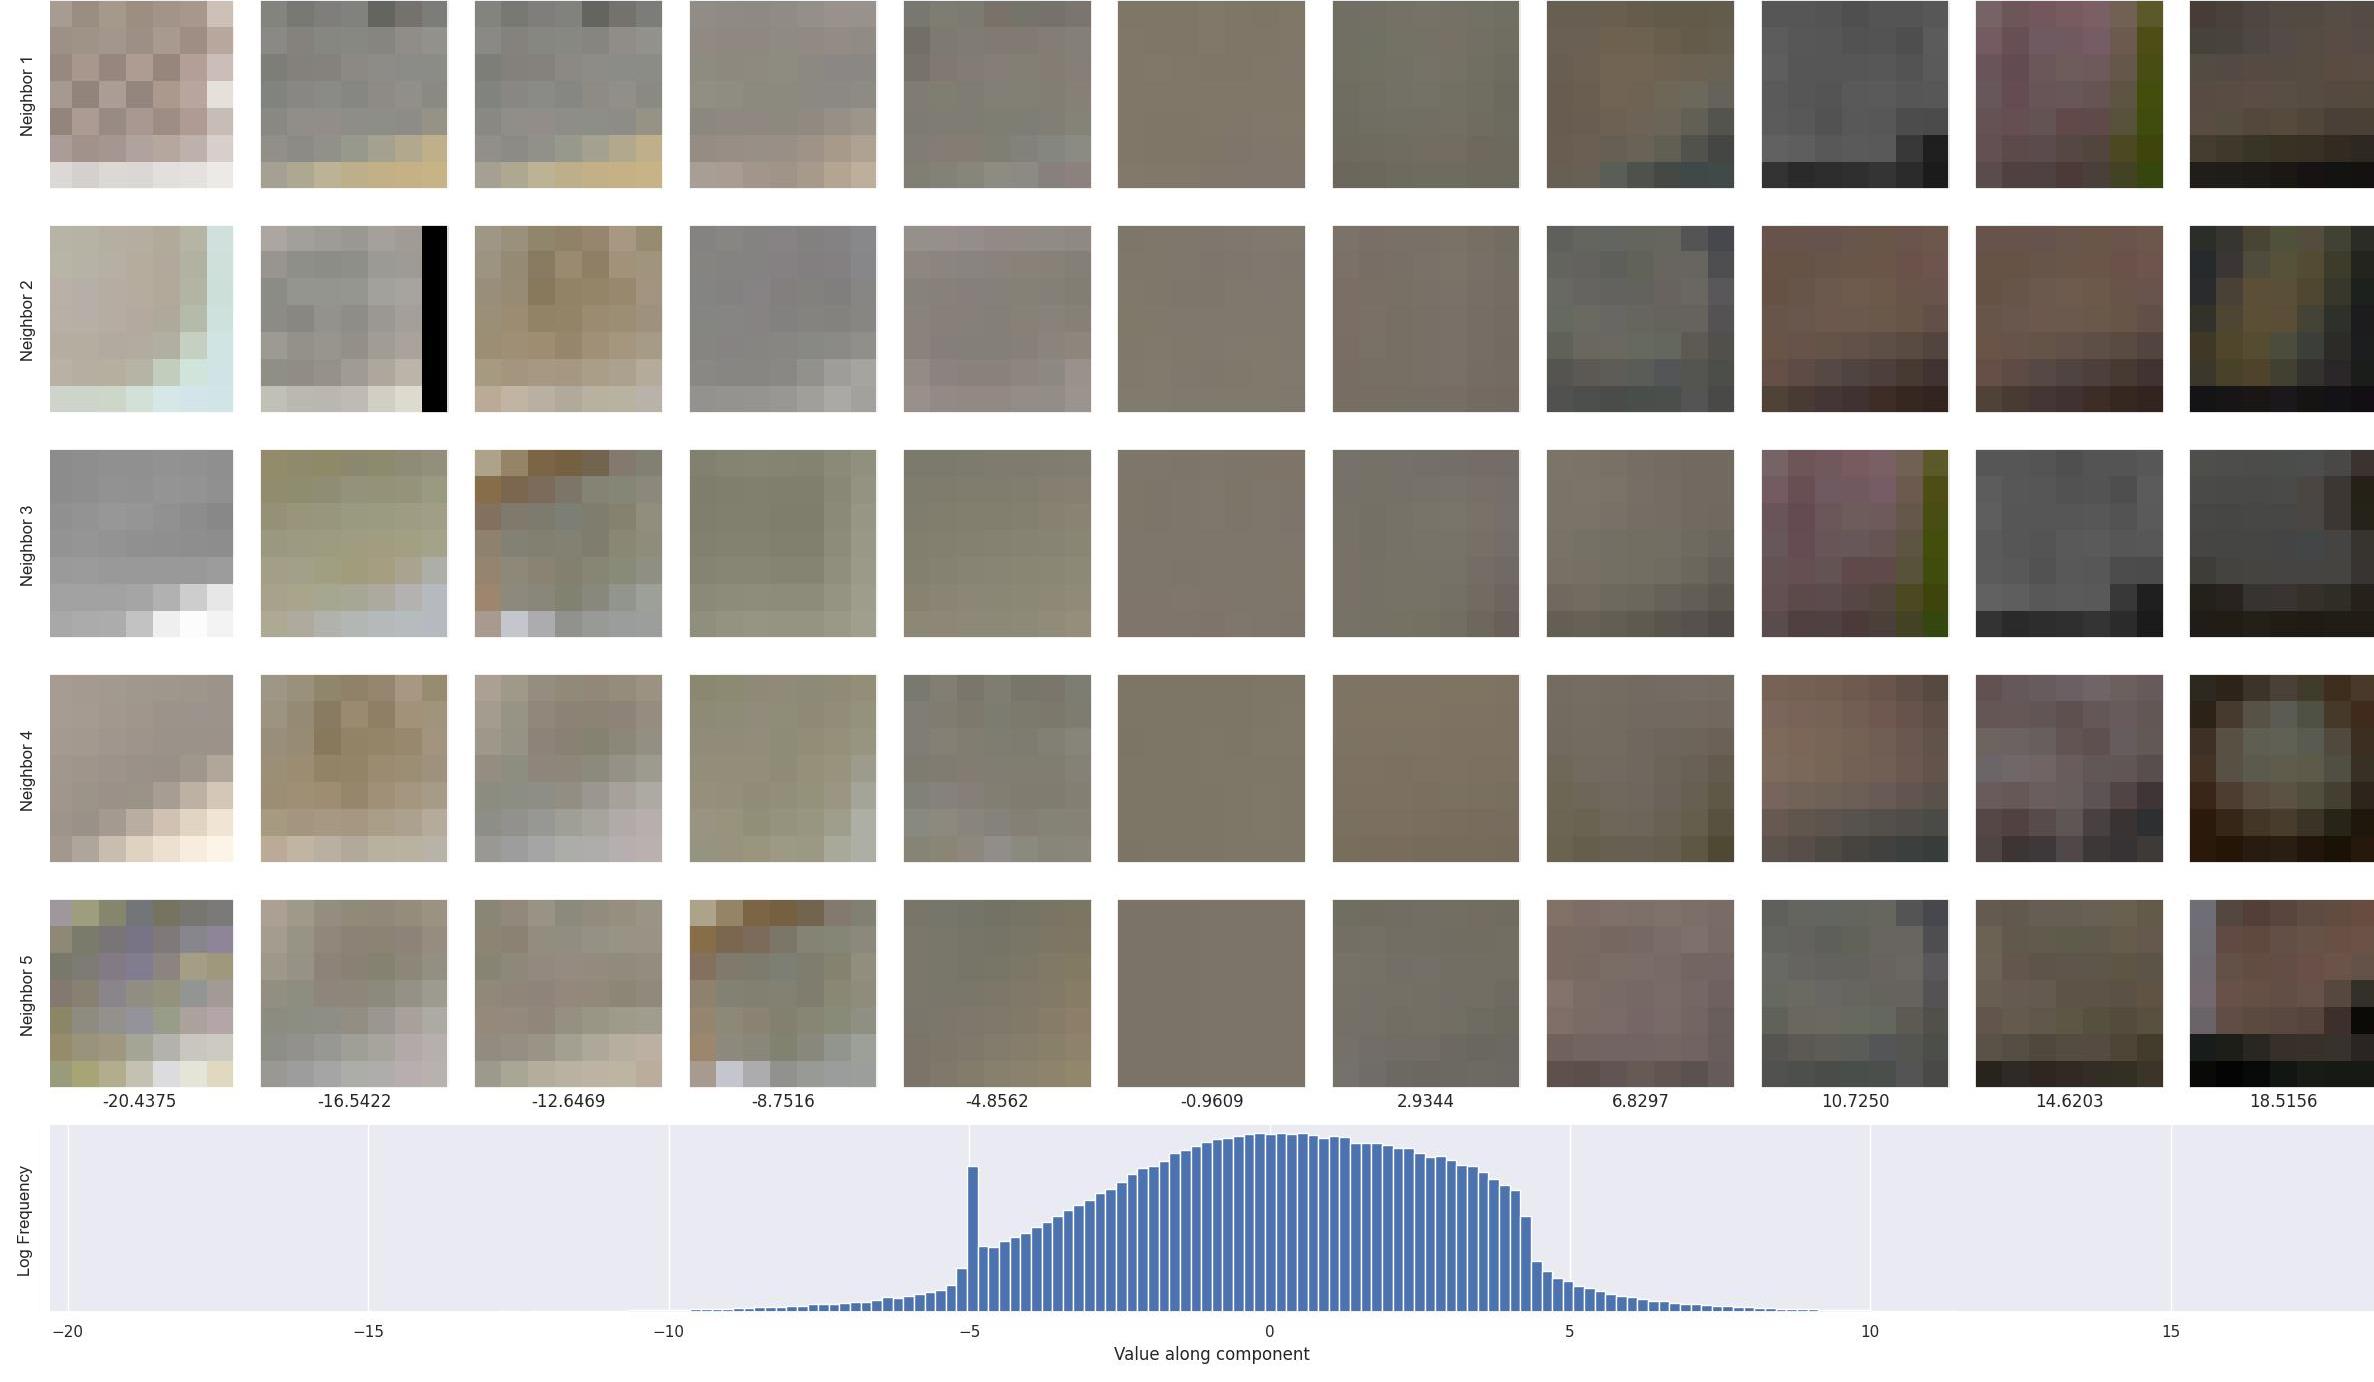 Neighbor 1
Neighbor 2
Neighbor 3
Neighbor 4
Neighbor 5
-20.4375 -16.5422 -12.6469 -8.7516 -4.8562 -0.9609 2.9344 6.8297 10.7250 14.6203 18.5156
Log Frequency
−20 −15 −10 −5 0 5 10 15
Value along component